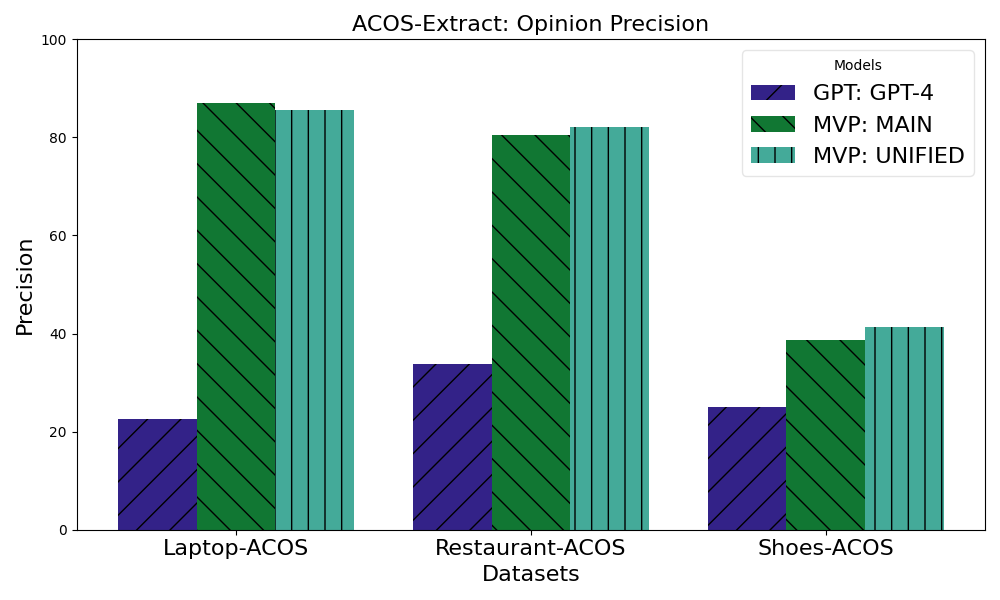 ACOS-Extract: Opinion Precision
Models
GPT: GPT-4
MVP: MAIN
MVP: UNIFIED
Precision
100
80
60
40
20
0
Laptop-ACOS
Restaurant-ACOS
Shoes-ACOS
Datasets